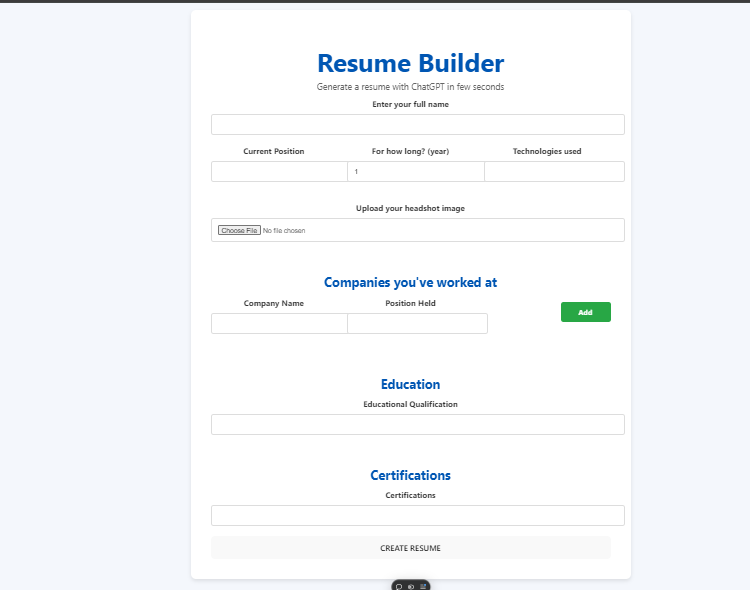 Resume Builder
Generate a resume with ChatGPT in few seconds
Enter your full name
Current Position For how long? (year) Technologies used
1
Upload your headshot image
Choose File No file chosen
Companies you've worked at
Company Name Position Held
Add
Education
Educational Qualification
Certifications
Certifications
CREATE RESUME